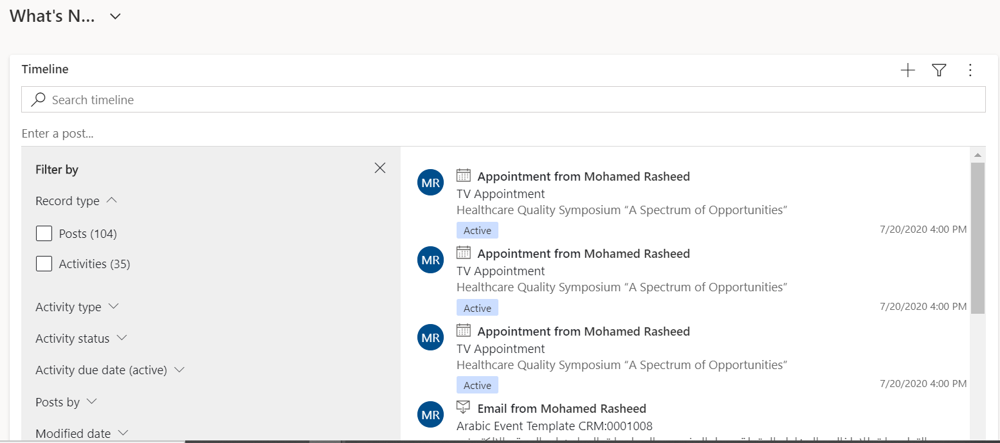 What's N...
Timeline
Search timeline
Enter a post...
Filter by
Record type
Posts (104)
Activities (35)
Activity type
Activity status
Activity due date (active)
Posts by
Modified date
MR
Appointment from Mohamed Rasheed
TV Appointment
Healthcare Quality Symposium “A Spectrum of Opportunities”
Active
7/20/2020 4:00 PM
MR
Appointment from Mohamed Rasheed
TV Appointment
Healthcare Quality Symposium “A Spectrum of Opportunities”
Active
7/20/2020 4:00 PM
MR
Appointment from Mohamed Rasheed
TV Appointment
Healthcare Quality Symposium “A Spectrum of Opportunities”
Active
7/20/2020 4:00 PM
MR
Email from Mohamed Rasheed
Arabic Event Template CRM:0001008